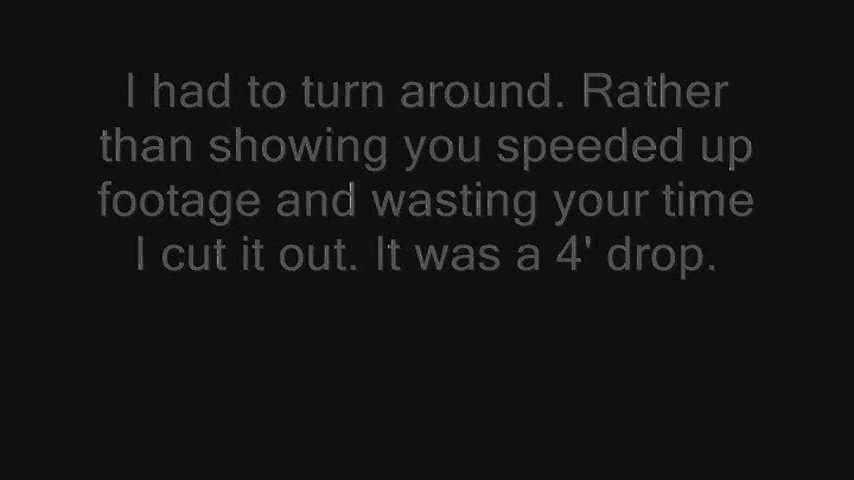 I had to turn around. Rather
than showing you speeded up
footage and wasting your time
I cut it out. It was a 4' drop.